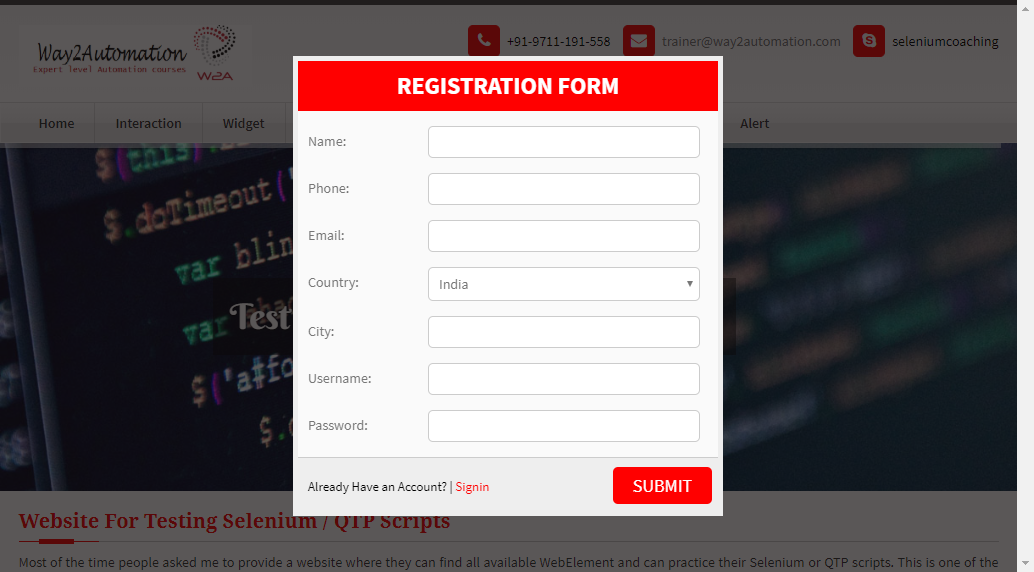 Way2Automation
Expert level Automation courses
W2A
+91-9711-191-558
trainer@way2automation.com
seleniumcoaching
Home
Interaction
Widget
Alert
REGISTRATION FORM
Name:
Phone:
Email:
Country:
India
City:
Username:
Password:
Already Have an Account? | Signin
SUBMIT
$(this).
$.doTimeout('
var
var
$('a#fo
$.
Test
Website For Testing Selenium / QTP Scripts
Most of the time people asked me to provide a website where they can find all available WebElement and can practice their Selenium or QTP scripts. This is one of the